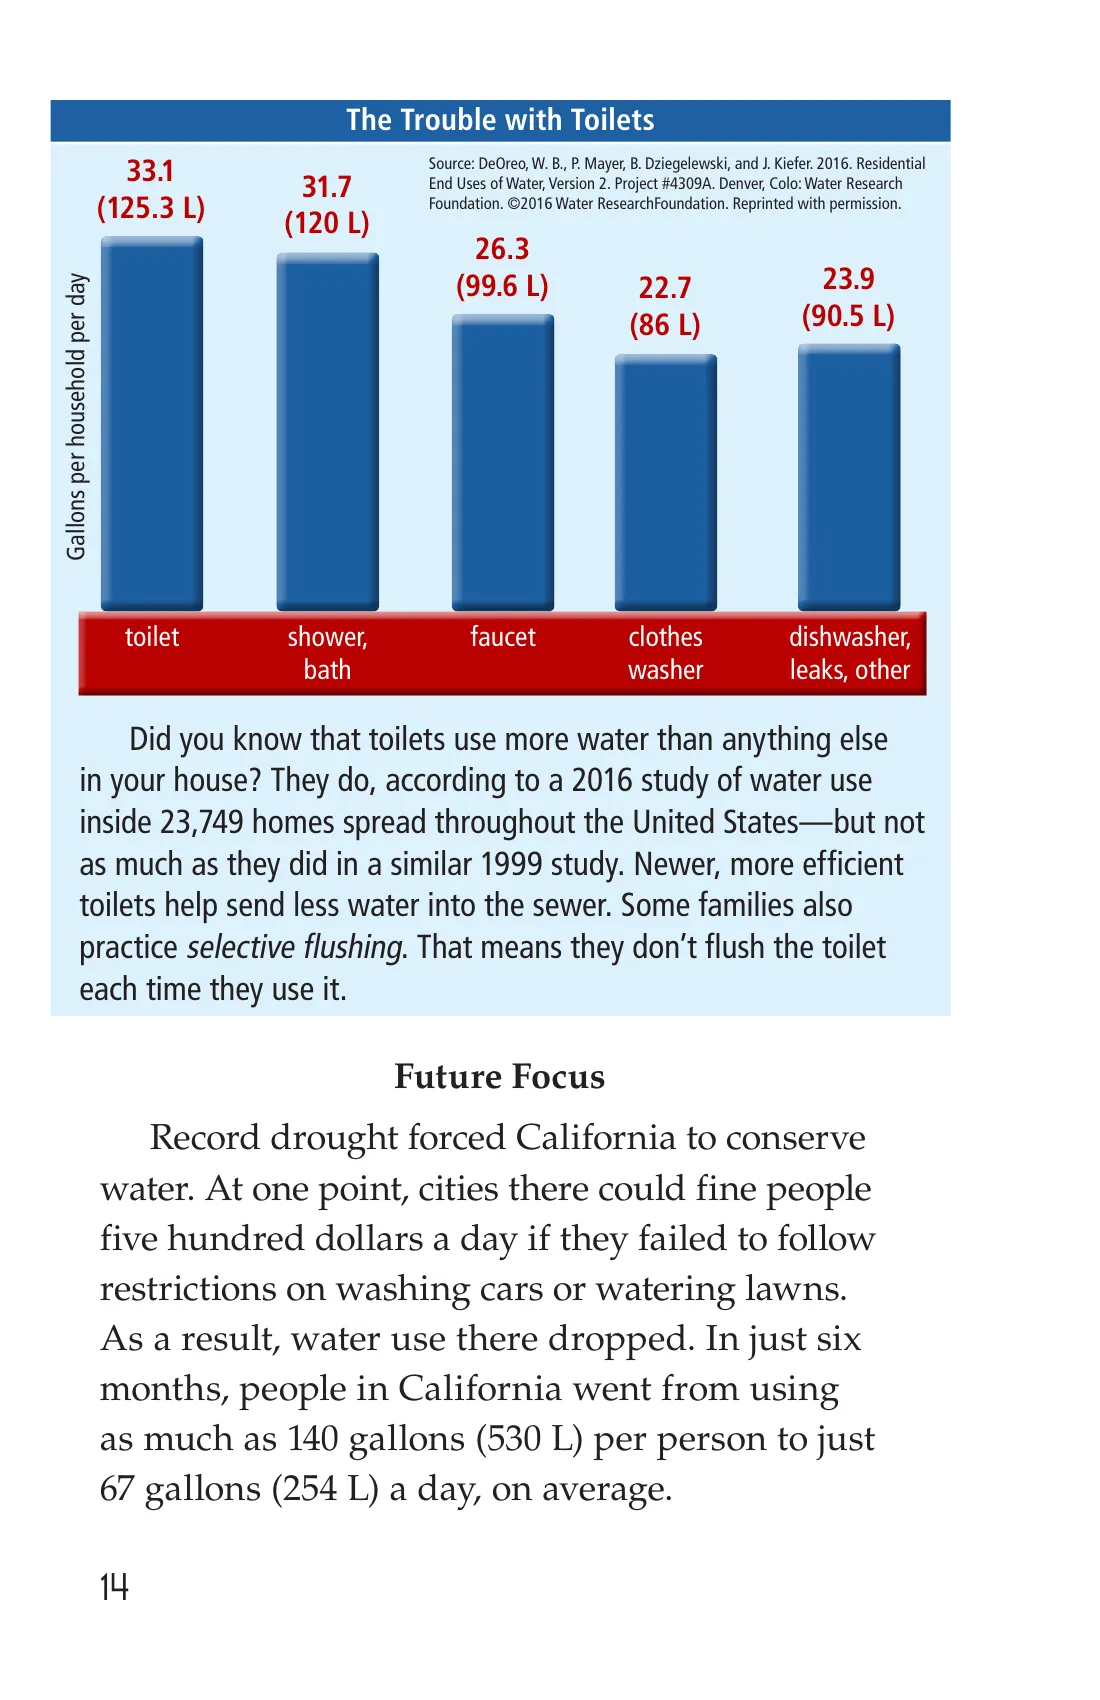 The Trouble with Toilets
Source: DeOreo, W. B., P. Mayer, B. Dziegelewski, and J. Kiefer. 2016. Residential
End Uses of Water, Version 2. Project #4309A. Denver, Colo: Water Research
Foundation. ©2016 Water ResearchFoundation. Reprinted with permission.
33.1
(125.3 L)
31.7
(120 L)
26.3
(99.6 L)
22.7
(86 L)
23.9
(90.5 L)
Gallons per household per day
toilet
shower,
bath
faucet
clothes
washer
dishwasher,
leaks, other
Did you know that toilets use more water than anything else
in your house? They do, according to a 2016 study of water use
inside 23,749 homes spread throughout the United States—but not
as much as they did in a similar 1999 study. Newer, more efficient
toilets help send less water into the sewer. Some families also
practice selective flushing. That means they don’t flush the toilet
each time they use it.
Future Focus
Record drought forced California to conserve
water. At one point, cities there could fine people
five hundred dollars a day if they failed to follow
restrictions on washing cars or watering lawns.
As a result, water use there dropped. In just six
months, people in California went from using
as much as 140 gallons (530 L) per person to just
67 gallons (254 L) a day, on average.
14